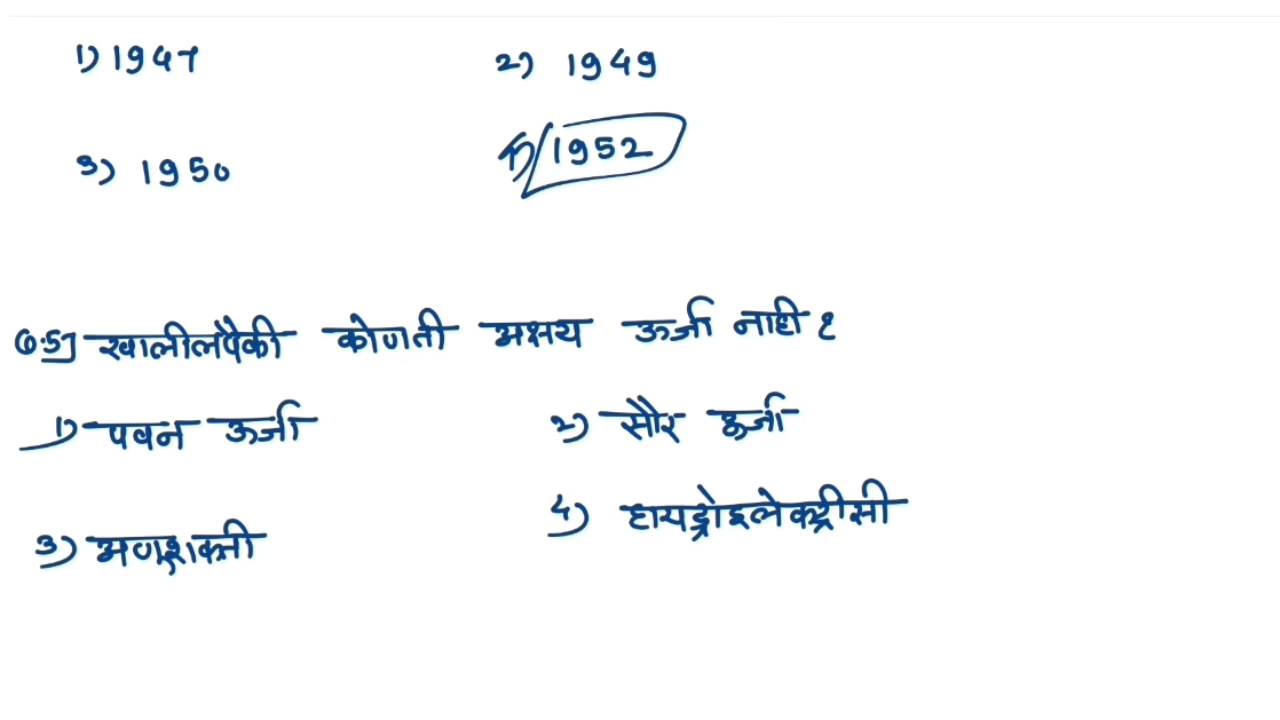 1) 1947 2) 1949
3) 1950 4) 1952
Q.5] खालीलपैकी कोणती अक्षय ऊर्जा नाही ?
1) पवन ऊर्जा 2) सौर ऊर्जा
3) अणुशक्ती 4) हायड्रोइलेक्ट्रीसी